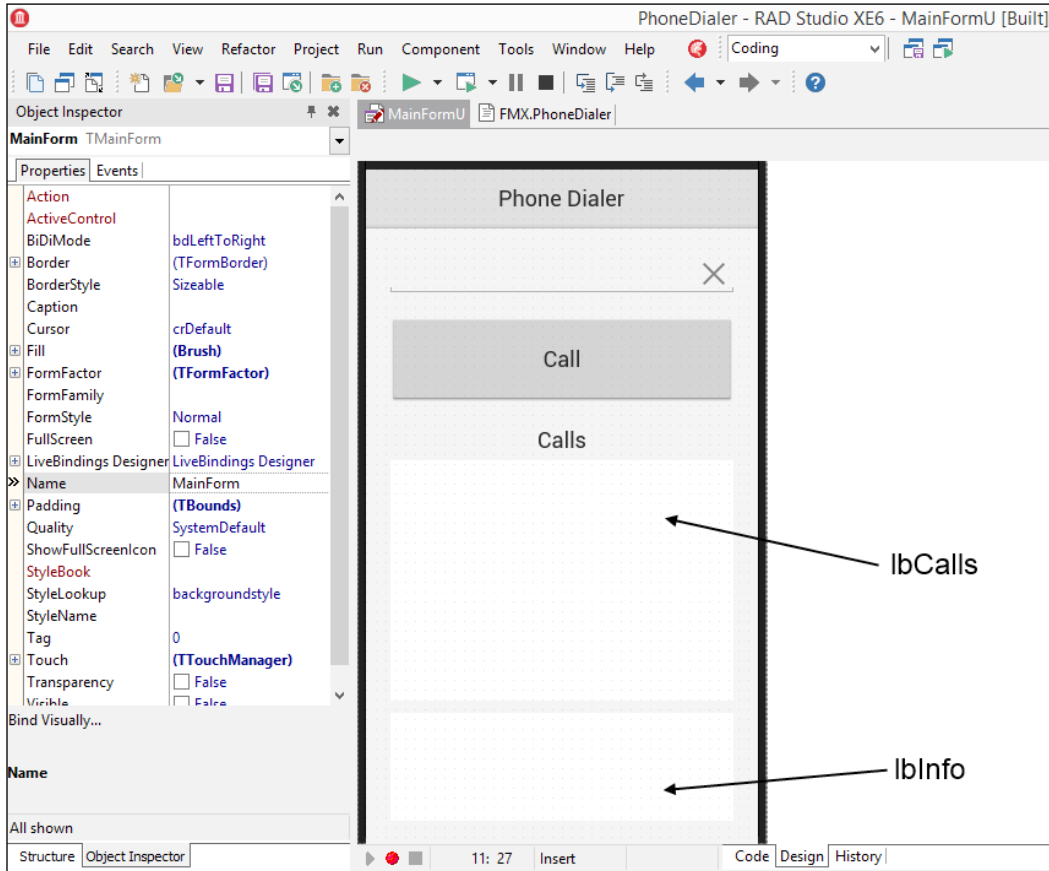 PhoneDialer - RAD Studio XE6 - MainFormU [Built]
File Edit Search View Refactor Project Run Component Tools Window Help Coding
Object Inspector
MainFormU FMX.PhoneDialer
MainForm TMainForm
Properties Events
Action
ActiveControl
BiDiMode bdLeftToRight
Border (TFormBorder)
BorderStyle Sizeable
Caption
Cursor crDefault
Fill (Brush)
FormFactor (TFormFactor)
FormFamily
FormStyle Normal
FullScreen False
LiveBindings Designer LiveBindings Designer
Name MainForm
Padding (TBounds)
Quality SystemDefault
ShowFullScreenIcon False
StyleBook
StyleLookup backgroundstyle
StyleName
Tag 0
Touch (TTouchManager)
Transparency False
Visible False
Bind Visually...
Name
All shown
Structure Object Inspector
Phone Dialer
Call
Calls
lbCalls
lbInfo
11: 27 Insert
Code Design History